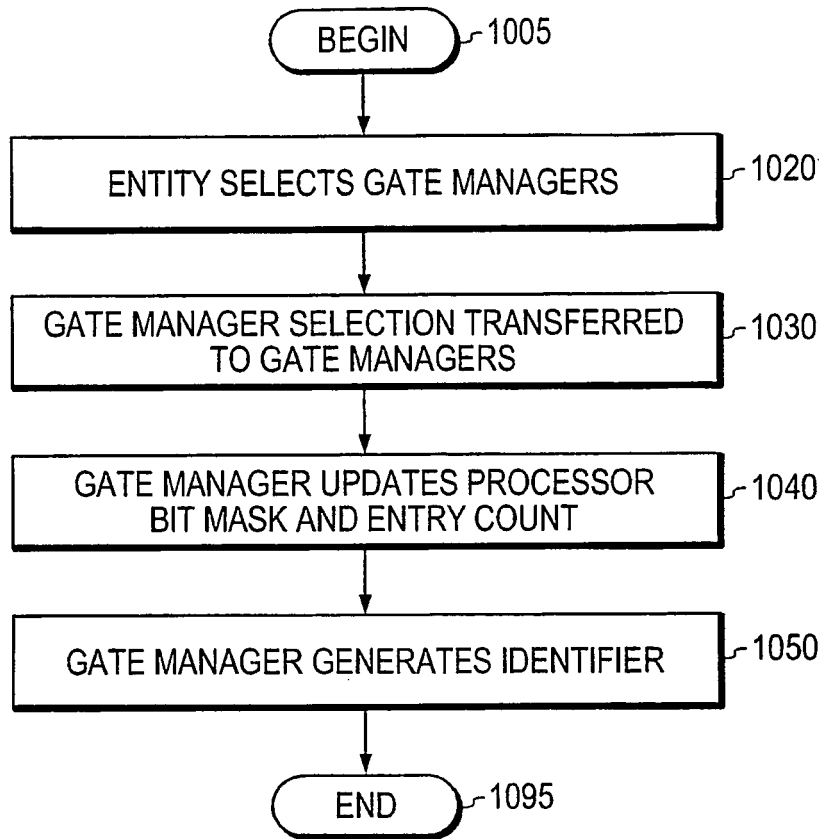 BEGIN 1005
ENTITY SELECTS GATE MANAGERS 1020
GATE MANAGER SELECTION TRANSFERRED
TO GATE MANAGERS
1030
GATE MANAGER UPDATES PROCESSOR
BIT MASK AND ENTRY COUNT
1040
GATE MANAGER GENERATES IDENTIFIER 1050
END 1095